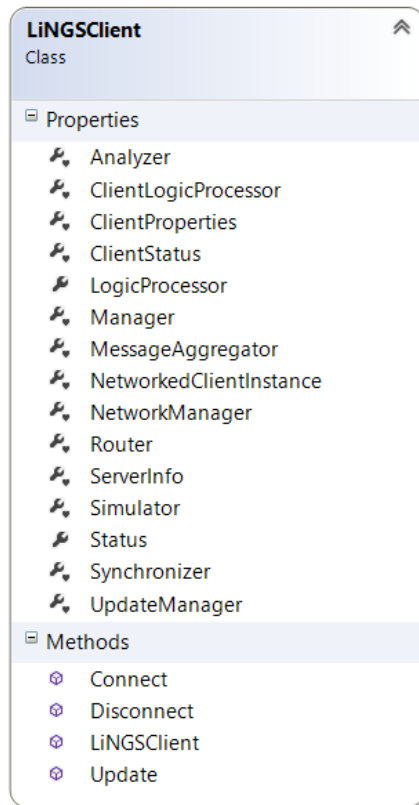 LiNGSClient
Class
Properties
Analyzer
ClientLogicProcessor
ClientProperties
ClientStatus
LogicProcessor
Manager
MessageAggregator
NetworkedClientInstance
NetworkManager
Router
ServerInfo
Simulator
Status
Synchronizer
UpdateManager
Methods
Connect
Disconnect
LiNGSClient
Update